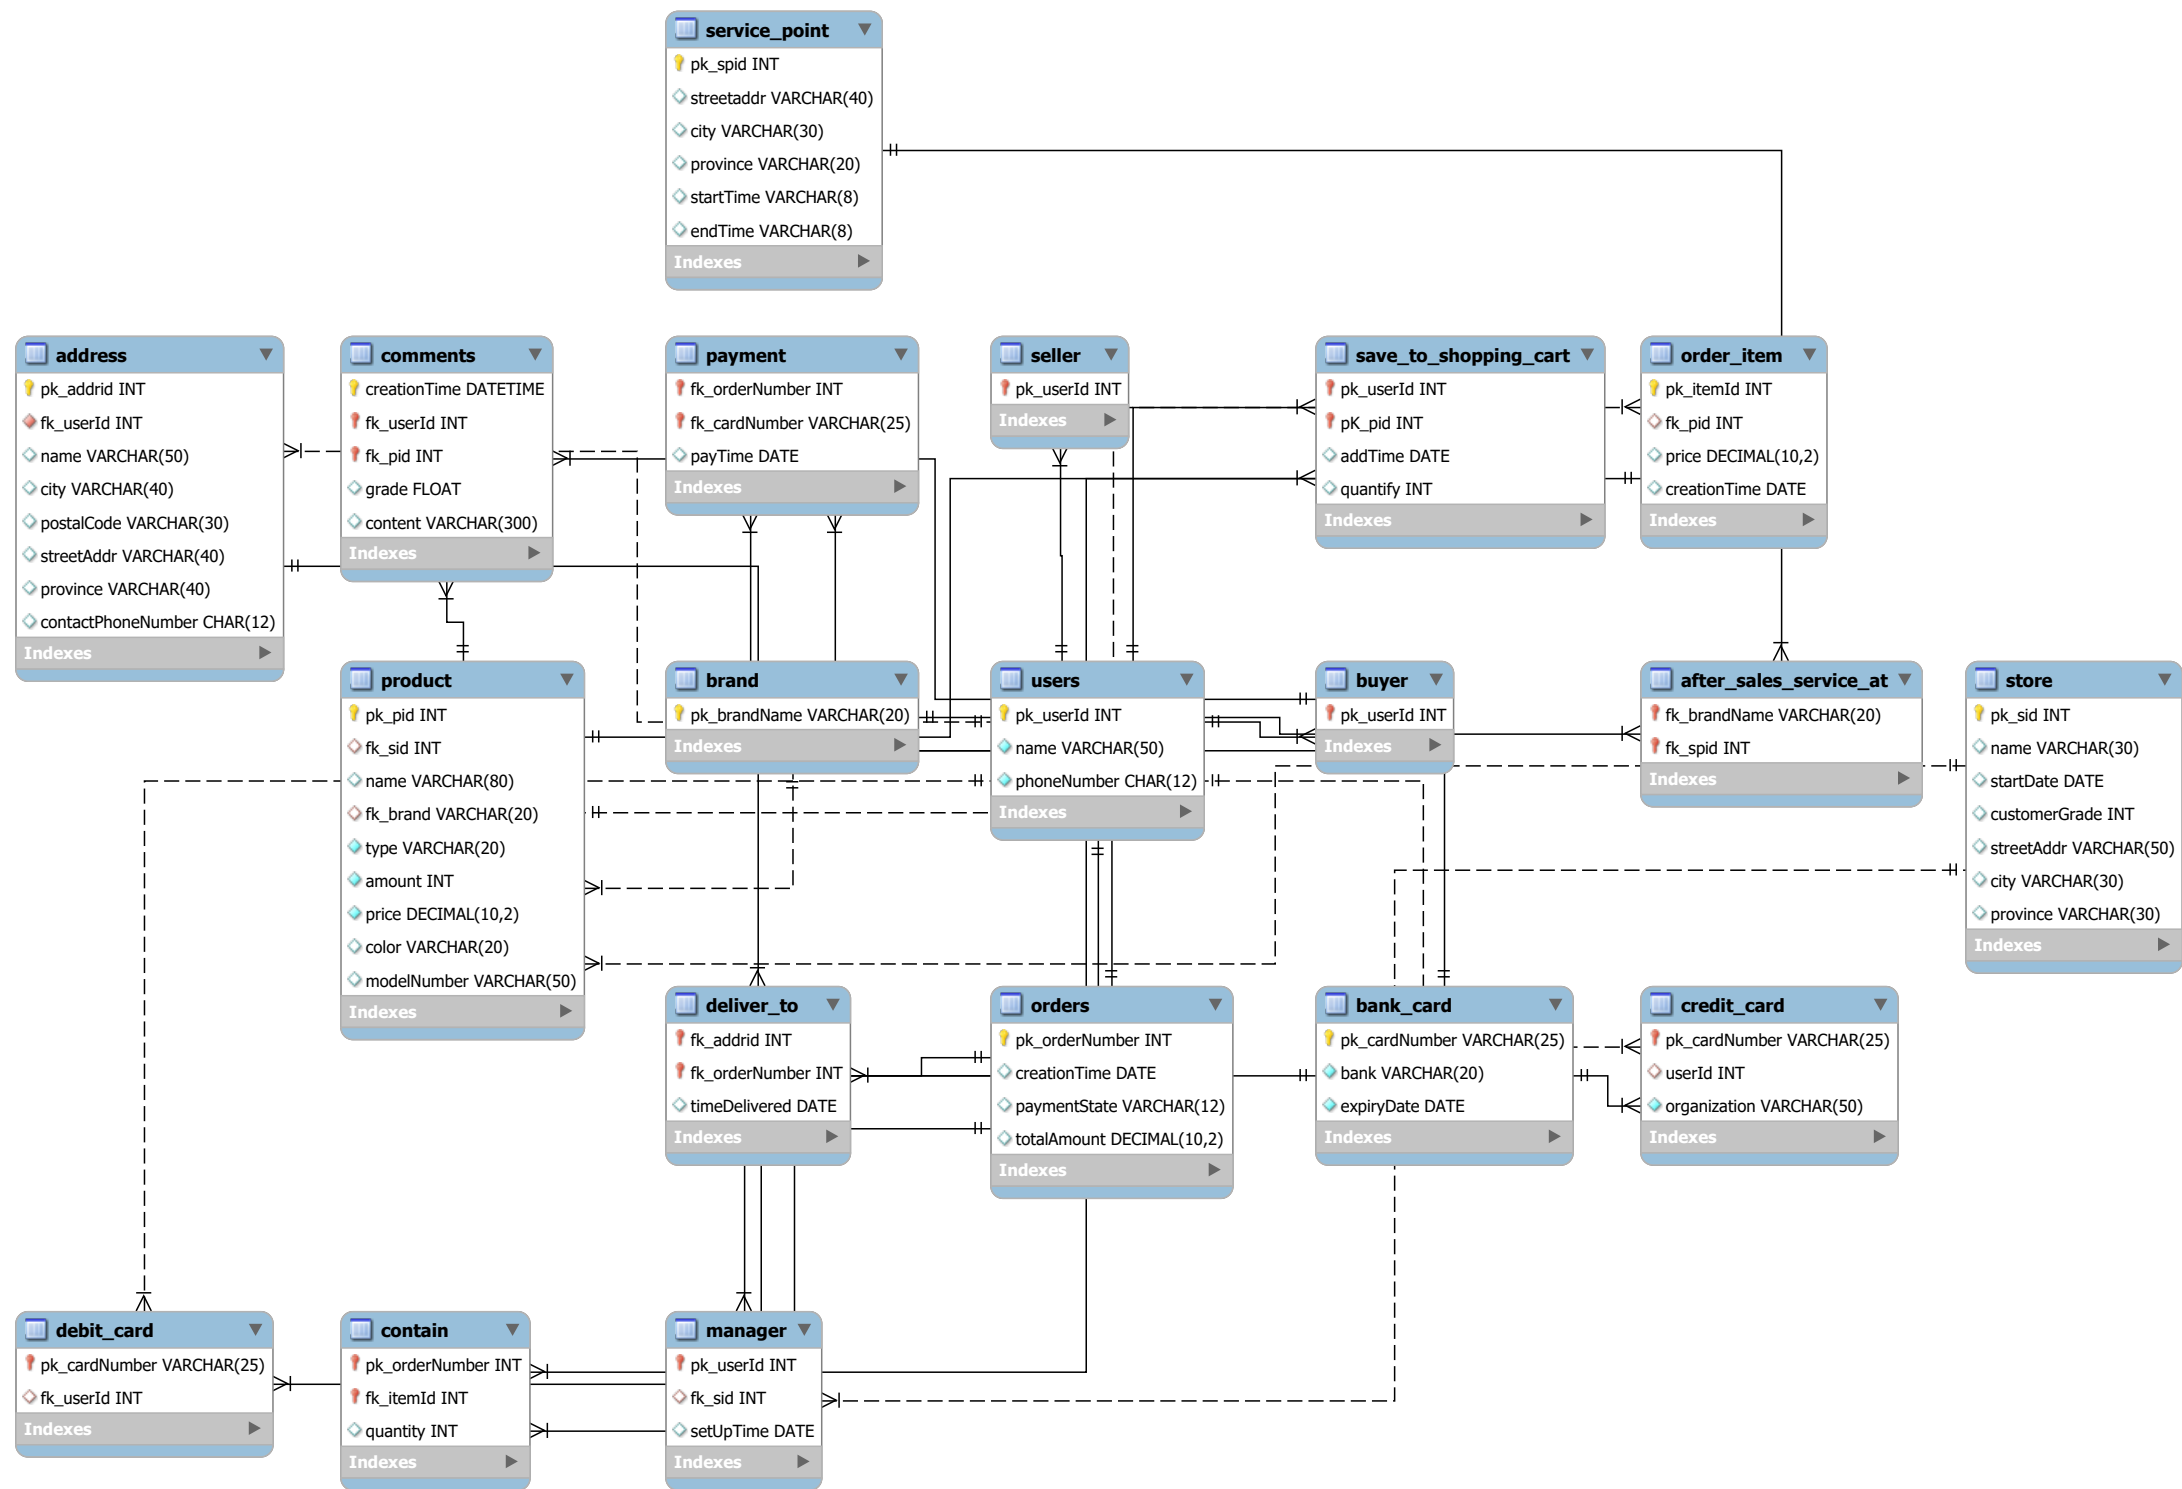 service_point
pk_spid INT
streetaddr VARCHAR(40)
city VARCHAR(30)
province VARCHAR(20)
startTime VARCHAR(8)
endTime VARCHAR(8)
Indexes
address
pk_addrid INT
fk_userId INT
name VARCHAR(50)
city VARCHAR(40)
postalCode VARCHAR(30)
streetAddr VARCHAR(40)
province VARCHAR(40)
contactPhoneNumber CHAR(12)
Indexes
comments
creationTime DATETIME
fk_userId INT
fk_pid INT
grade FLOAT
content VARCHAR(300)
Indexes
payment
fk_orderNumber INT
fk_cardNumber VARCHAR(25)
payTime DATE
Indexes
seller
pk_userId INT
Indexes
save_to_shopping_cart
pk_userId INT
pK_pid INT
addTime DATE
quantify INT
Indexes
order_item
pk_itemId INT
fk_pid INT
price DECIMAL(10,2)
creationTime DATE
Indexes
product
pk_pid INT
fk_sid INT
name VARCHAR(80)
fk_brand VARCHAR(20)
type VARCHAR(20)
amount INT
price DECIMAL(10,2)
color VARCHAR(20)
modelNumber VARCHAR(50)
Indexes
brand
pk_brandName VARCHAR(20)
Indexes
users
pk_userId INT
name VARCHAR(50)
phoneNumber CHAR(12)
Indexes
buyer
pk_userId INT
Indexes
after_sales_service_at
fk_brandName VARCHAR(20)
fk_spid INT
Indexes
store
pk_sid INT
name VARCHAR(30)
startDate DATE
customerGrade INT
streetAddr VARCHAR(50)
city VARCHAR(30)
province VARCHAR(30)
Indexes
deliver_to
fk_addrid INT
fk_orderNumber INT
timeDelivered DATE
Indexes
orders
pk_orderNumber INT
creationTime DATE
paymentState VARCHAR(12)
totalAmount DECIMAL(10,2)
Indexes
bank_card
pk_cardNumber VARCHAR(25)
bank VARCHAR(20)
expiryDate DATE
Indexes
credit_card
pk_cardNumber VARCHAR(25)
userId INT
organization VARCHAR(50)
Indexes
debit_card
pk_cardNumber VARCHAR(25)
fk_userId INT
Indexes
contain
pk_orderNumber INT
fk_itemId INT
quantity INT
Indexes
manager
pk_userId INT
fk_sid INT
setUpTime DATE
Indexes